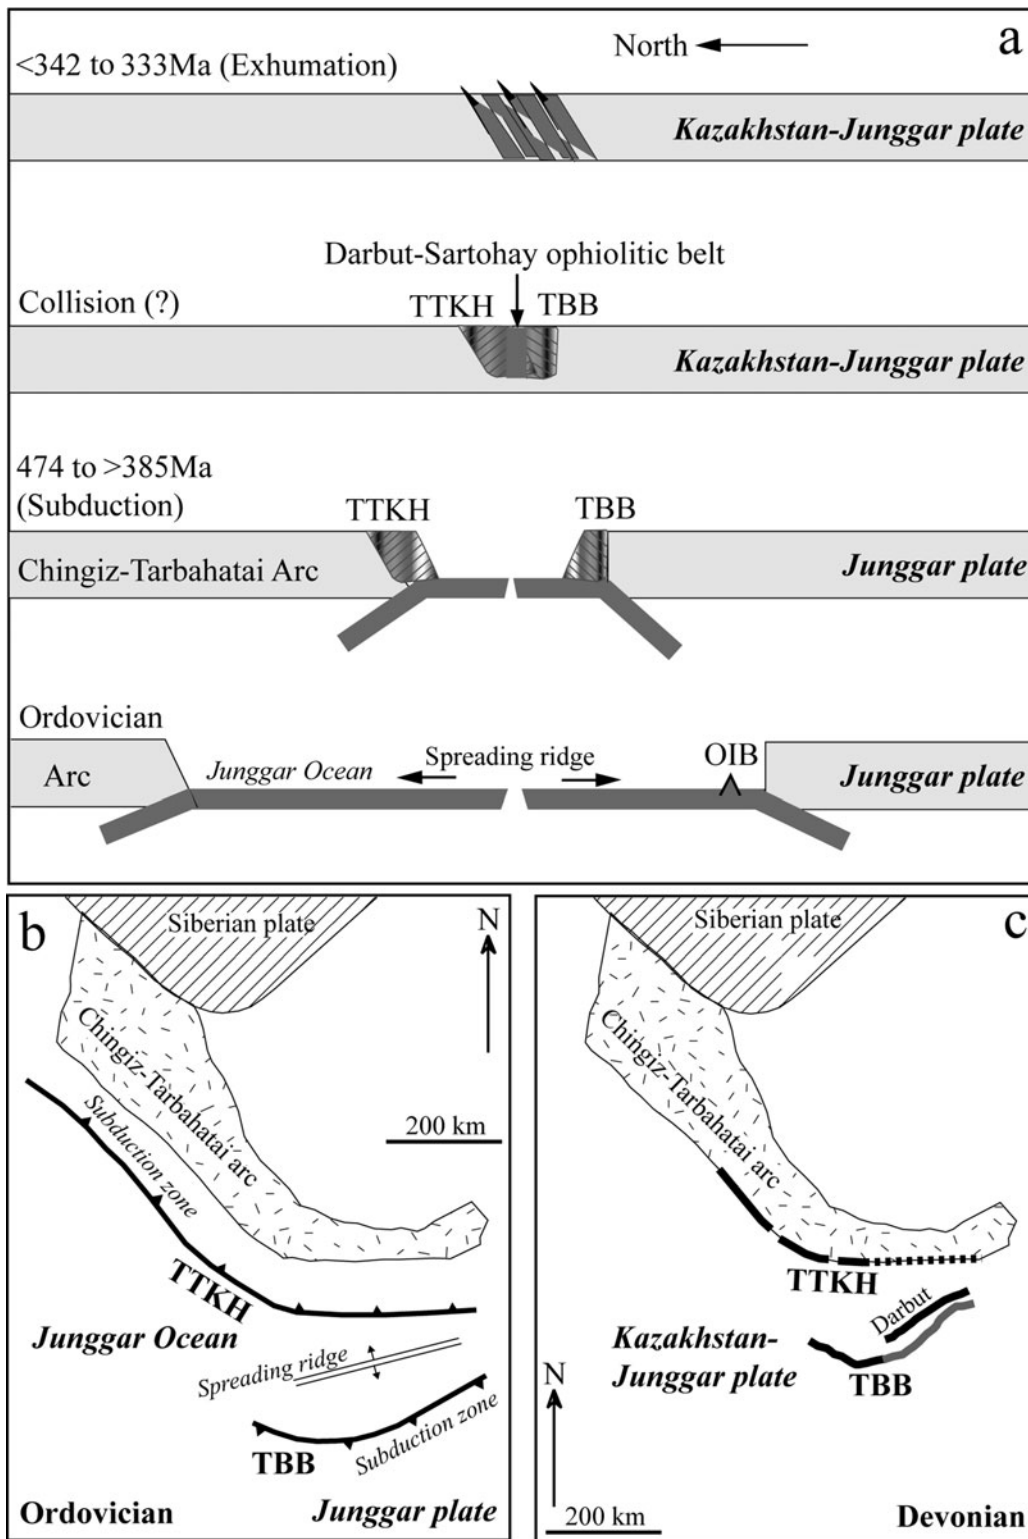 a
North
<342 to 333Ma (Exhumation)
Kazakhstan-Junggar plate
Darbut-Sartohay ophiolitic belt
TTKH TBB
Collision (?)
Kazakhstan-Junggar plate
474 to >385Ma
(Subduction)
TTKH TBB
Chingiz-Tarbahatai Arc
Junggar plate
Ordovician
Arc
Junggar Ocean
Spreading ridge
OIB
Junggar plate
b
Siberian plate
N
Chingiz-Tarbahatai arc
200 km
Subduction zone
TTKH
Junggar Ocean
Spreading ridge
TBB
Subduction zone
Ordovician
Junggar plate
c
Siberian plate
Chingiz-Tarbahatai arc
TTKH
Darbut
Kazakhstan-
Junggar plate
TBB
N
200 km
Devonian